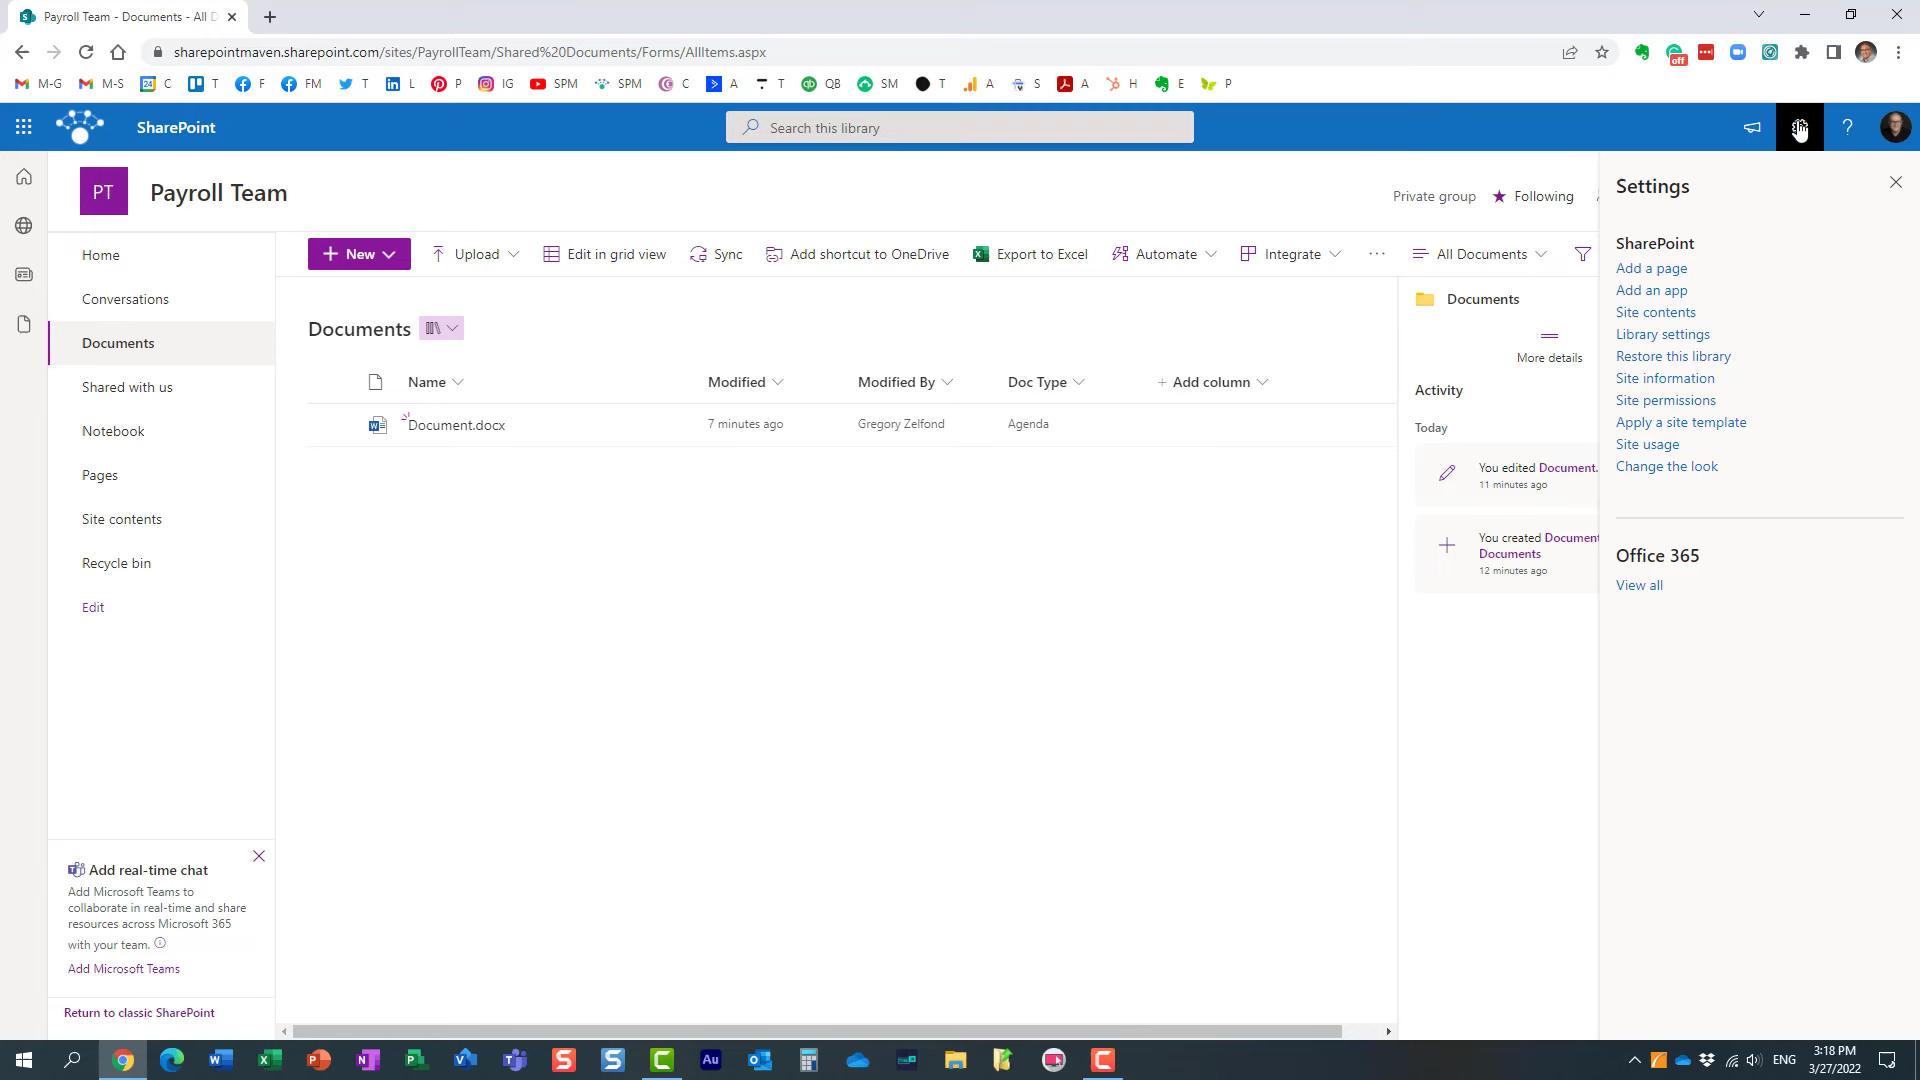 Payroll Team - Documents - All D
sharepointmaven.sharepoint.com/sites/PayrollTeam/Shared%20Documents/Forms/AllItems.aspx
off
M-G
M-S
24
C
T
F
FM
T
L
P
IG
SPM
SPM
C
A
T
QB
SM
T
A
S
A
H
E
P
SharePoint
Search this library
?
PT
Payroll Team
Private group
Following
Home
Conversations
Documents
Shared with us
Notebook
Pages
Site contents
Recycle bin
Edit
+ New
Upload
Edit in grid view
Sync
Add shortcut to OneDrive
Export to Excel
Automate
Integrate
...
All Documents
Documents
Name
Modified
Modified By
Doc Type
+ Add column
Document.docx
7 minutes ago
Gregory Zelfond
Agenda
Documents
More details
Activity
Today
You edited Document.
11 minutes ago
You created Document
Documents
12 minutes ago
Settings
SharePoint
Add a page
Add an app
Site contents
Library settings
Restore this library
Site information
Site permissions
Apply a site template
Site usage
Change the look
Office 365
View all
Add real-time chat
Add Microsoft Teams to
collaborate in real-time and share
resources across Microsoft 365
with your team.
Add Microsoft Teams
Return to classic SharePoint
Au
ENG
3:18 PM
3/27/2022